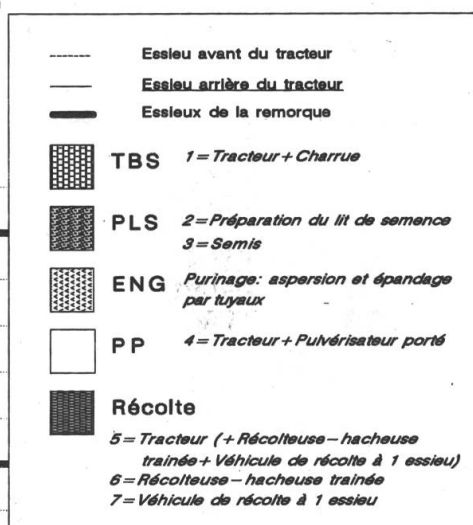 Essieu avant du tracteur
Essieu arrière du tracteur
Essieux de la remorque
TBS 1= Tracteur+ Charrue
PLS 2=Préparation du lit de semence
3= Semis
ENG Purinage: aspersion et épandage
par tuyaux
PP 4= Tracteur+ Pulvérisateur porté
Récolte
5= Tracteur (+ Récolteuse-hacheuse
trainée+ Véhicule de récolte à 1 essieu)
6= Récolteuse-hacheuse trainée
7= Véhicule de récolte à 1 essieu